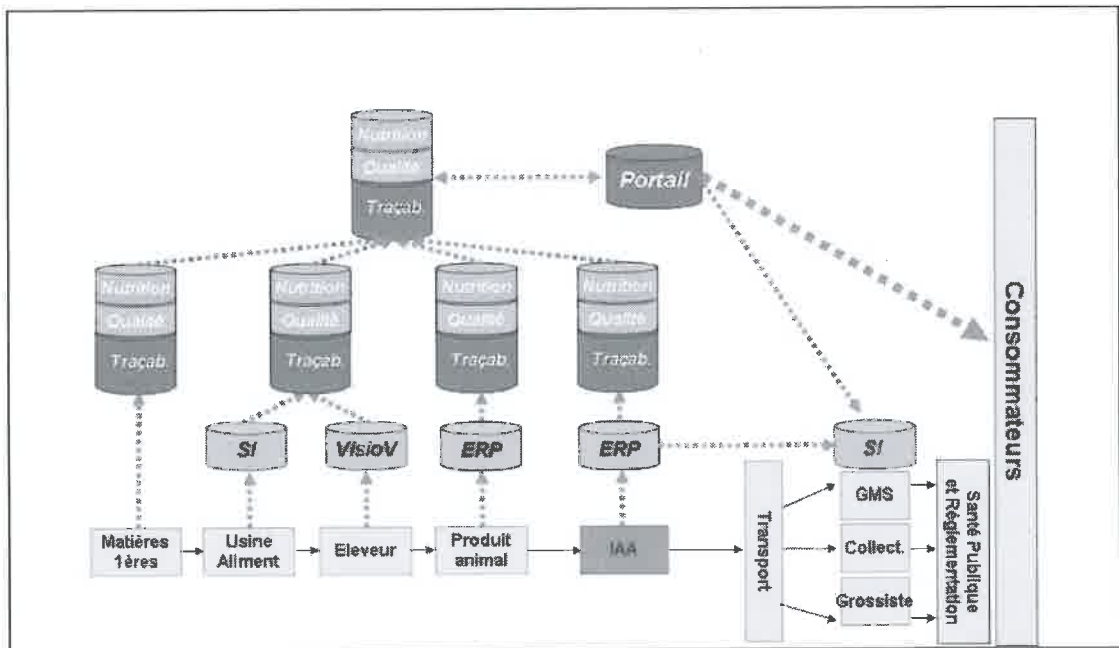 Nutrition
Qualité
Traçab.
Portail
Nutrition
Qualité
Traçab.
Nutrition
Qualité
Traçab.
Nutrition
Qualité
Traçab.
Nutrition
Qualité
Traçab.
SI
VisioV
ERP
ERP
SI
Matières
1ères
Usine
Aliment
Eleveur
Produit
animal
IAA
Transport
GMS
Collect.
Grossiste
Santé Publique
et Réglementation
Consommateurs